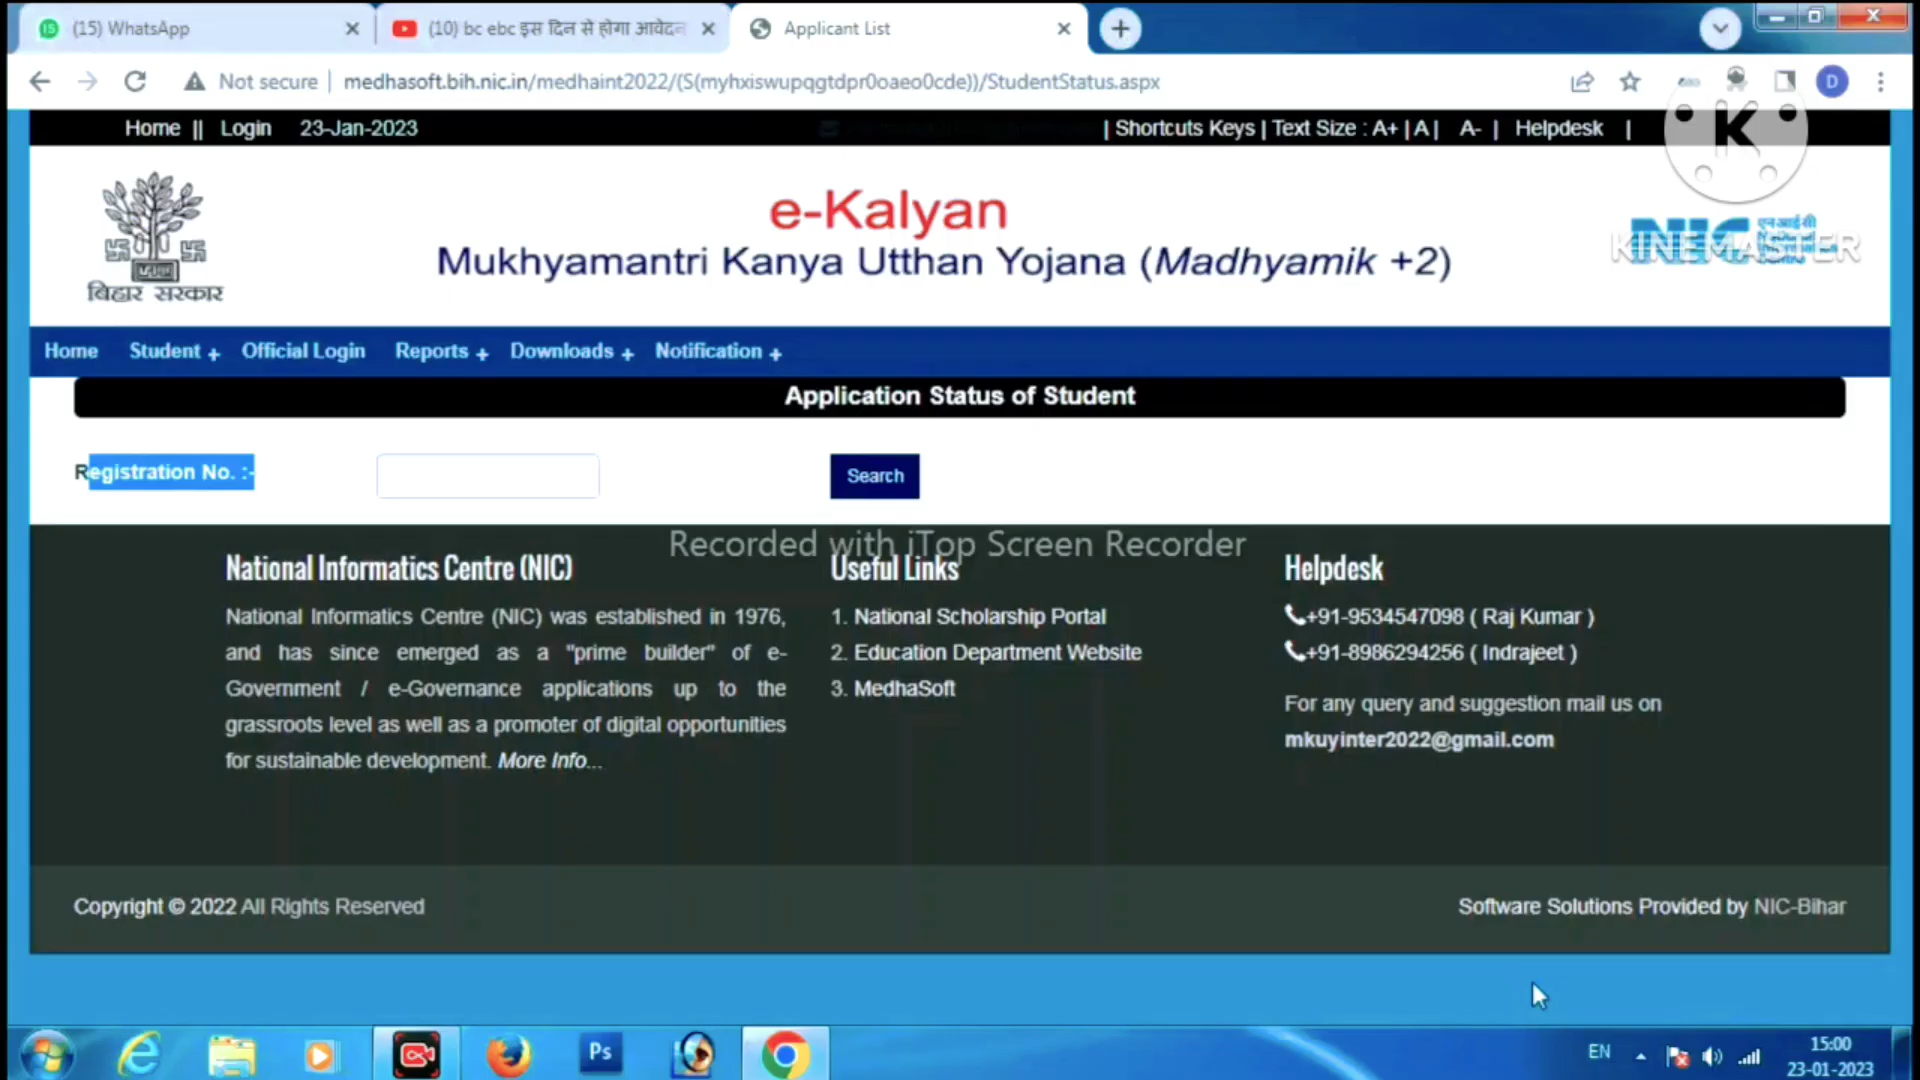 (15) WhatsApp
(10) bc ebc इस दिन से होगा आवेदन
Applicant List
Not secure
medhasoft.bih.nic.in/medhaint2022/(S(myhxiswupqgtdpr0oaeo0cde))/StudentStatus.aspx
D
Home || Login 23-Jan-2023
| Shortcuts Keys | Text Size : A+ | A | A- | Helpdesk |
K
KINEMASTER
बिहार सरकार
e-Kalyan
Mukhyamantri Kanya Utthan Yojana (Madhyamik +2)
NIC
एन आई सी
Home Student + Official Login Reports + Downloads + Notification +
Application Status of Student
Registration No. :-
Search
Recorded with iTop Screen Recorder
National Informatics Centre (NIC)
National Informatics Centre (NIC) was established in 1976,
and has since emerged as a "prime builder" of e-
Government / e-Governance applications up to the
grassroots level as well as a promoter of digital opportunities
for sustainable development. More Info...
Useful Links
1. National Scholarship Portal
2. Education Department Website
3. MedhaSoft
Helpdesk
+91-9534547098 ( Raj Kumar )
+91-8986294256 ( Indrajeet )
For any query and suggestion mail us on
mkuyinter2022@gmail.com
Copyright © 2022 All Rights Reserved
Software Solutions Provided by NIC-Bihar
Ps
EN
15:00
23-01-2023